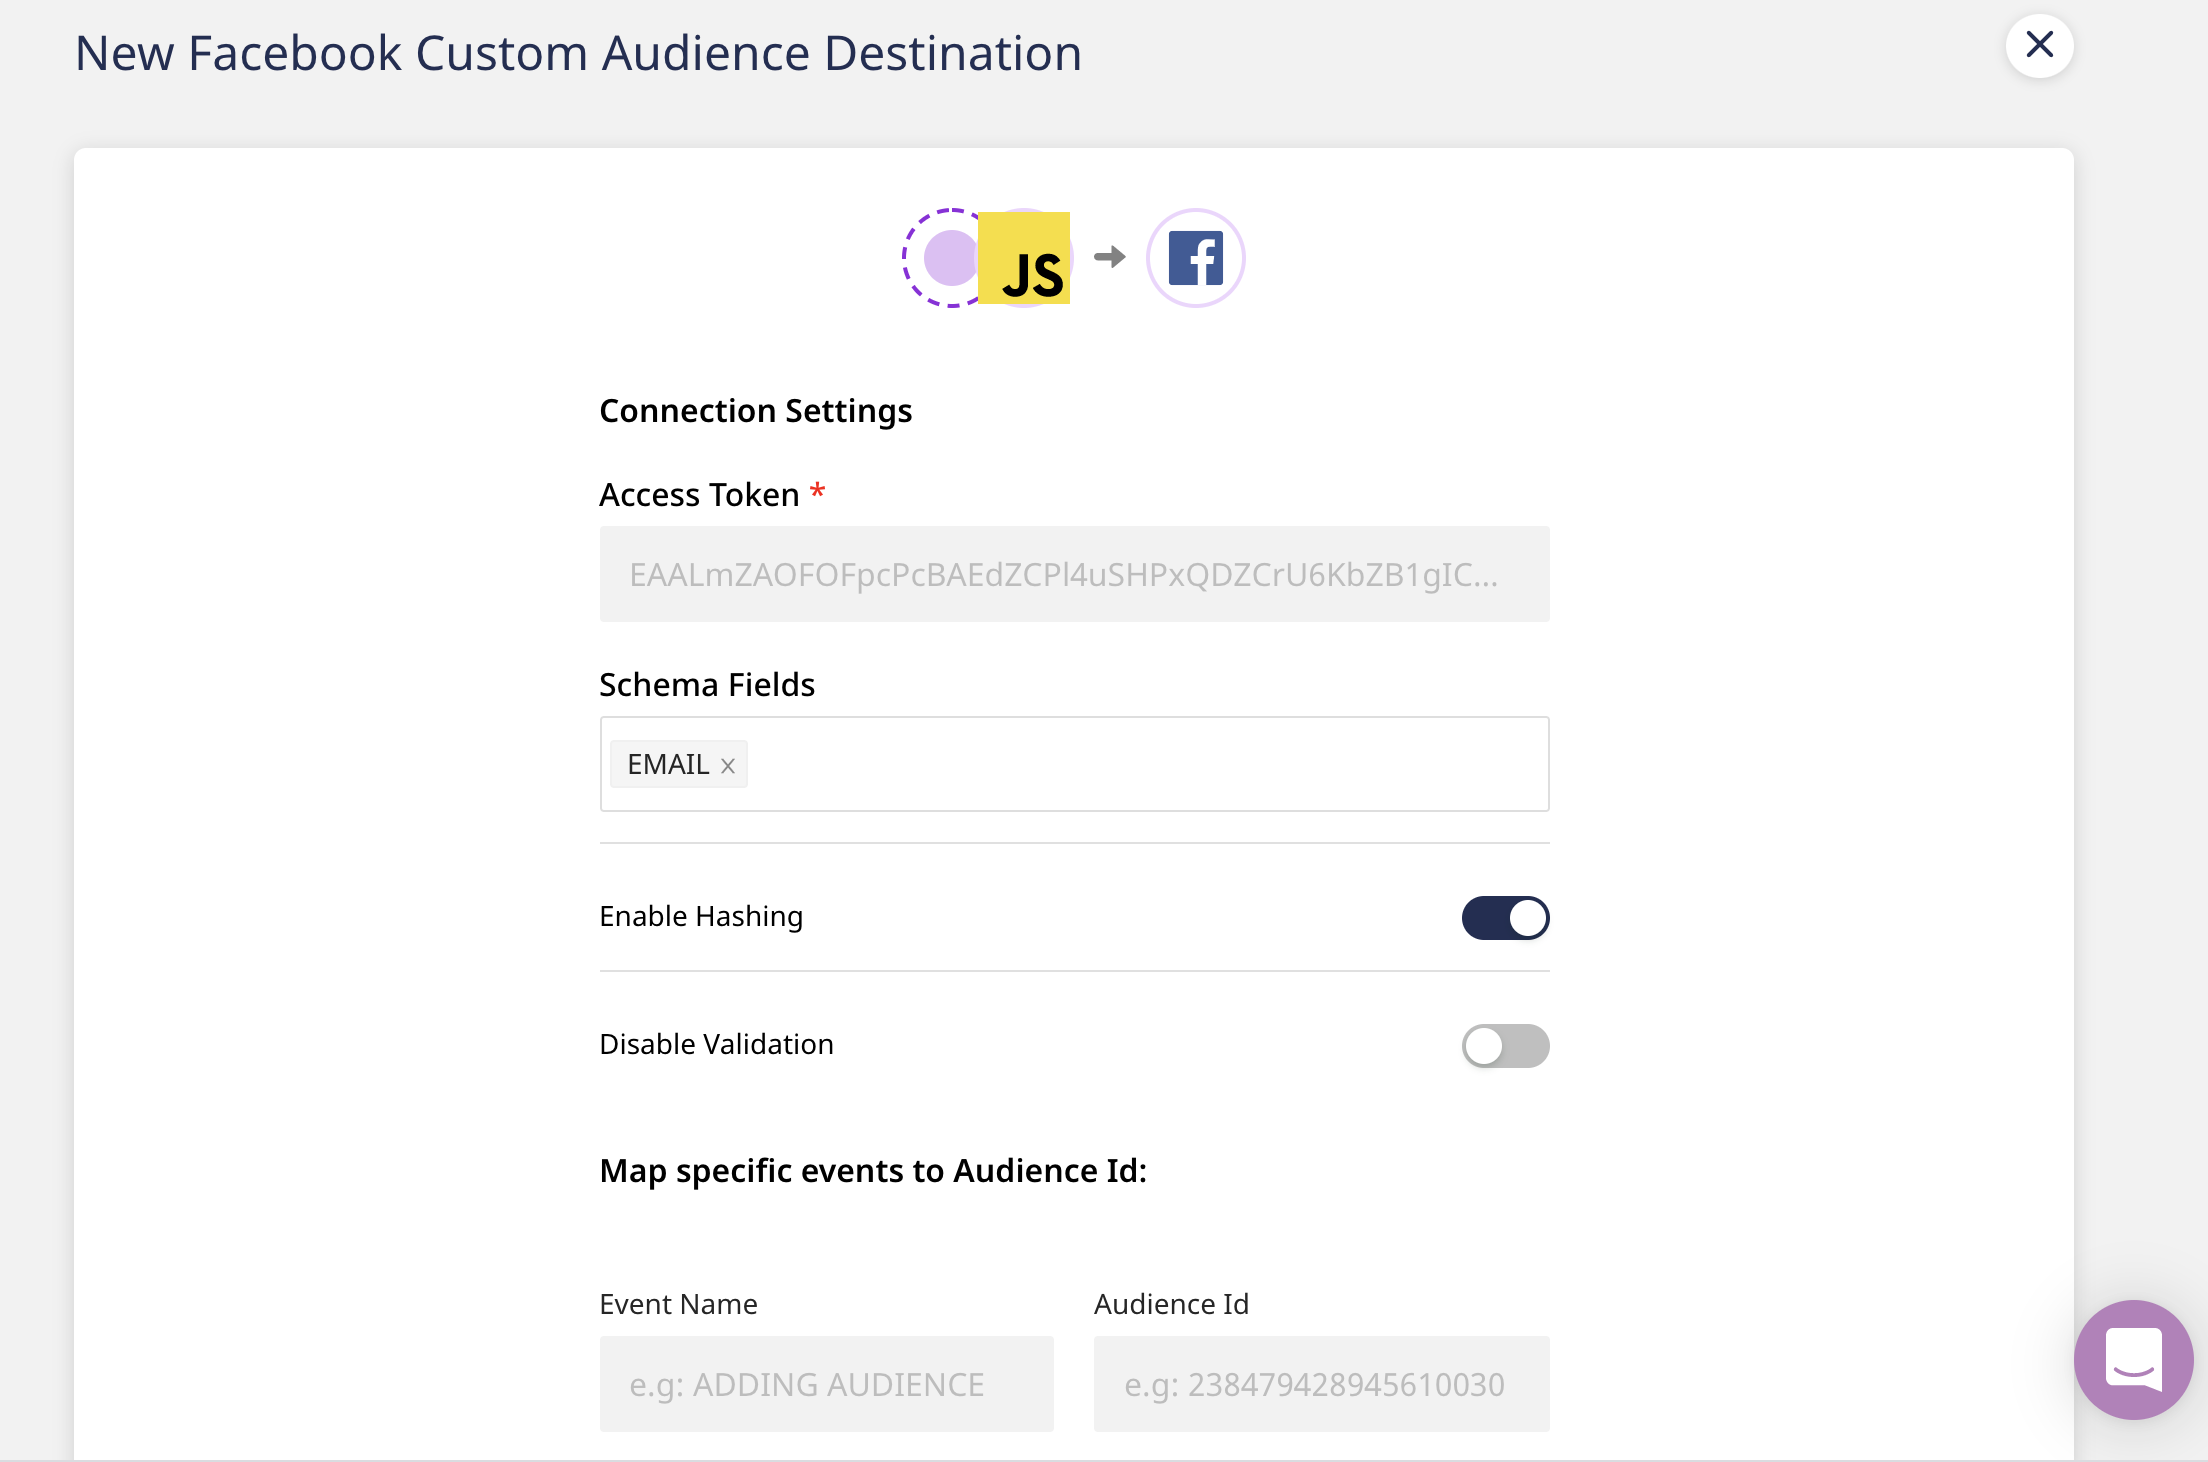 New Facebook Custom Audience Destination
JS
Connection Settings
Access Token *
EAALmZAOFOFpcPcBAEdZCPl4uSHPxQDZCrU6KbZB1gIC...
Schema Fields
EMAIL x
Enable Hashing
Disable Validation
Map specific events to Audience Id:
Event Name
Audience Id
e.g: ADDING AUDIENCE
e.g: 238479428945610030